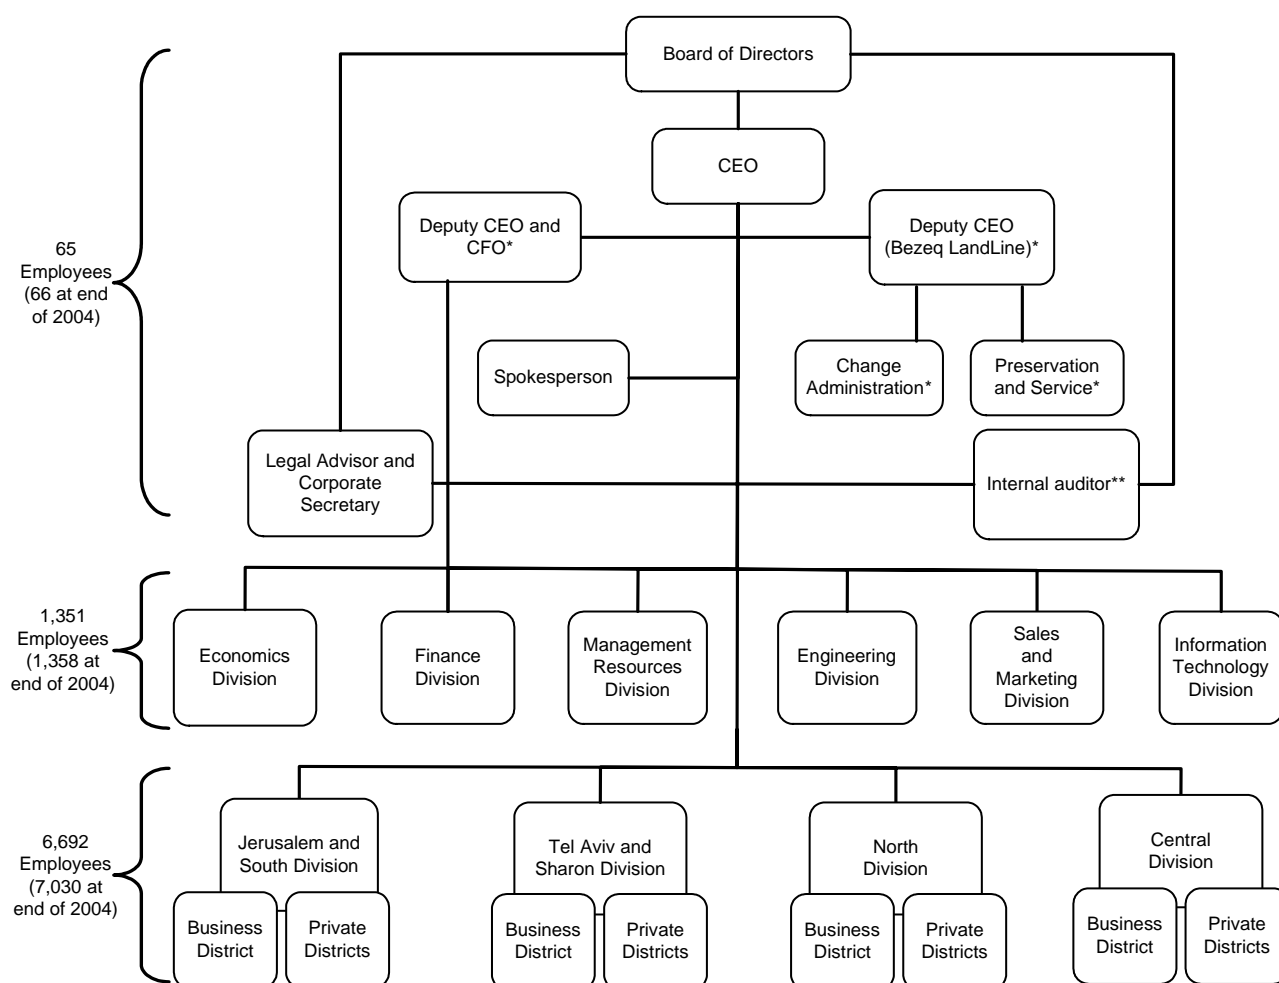 Board of Directors
CEO
Deputy CEO and
CFO*
Deputy CEO
(Bezeq LandLine)*
65
Employees
(66 at end
of 2004)
Spokesperson
Change
Administration*
Preservation
and Service*
Legal Advisor and
Corporate
Secretary
Internal auditor**
1,351
Employees
(1,358 at
end of 2004)
Economics
Division
Finance
Division
Management
Resources
Division
Engineering
Division
Sales
and
Marketing
Division
Information
Technology
Division
6,692
Employees
(7,030 at
end of 2004)
Jerusalem and
South Division
Tel Aviv and
Sharon Division
North
Division
Central
Division
Business
District
Private
Districts
Business
District
Private
Districts
Business
District
Private
Districts
Business
District
Private
Districts